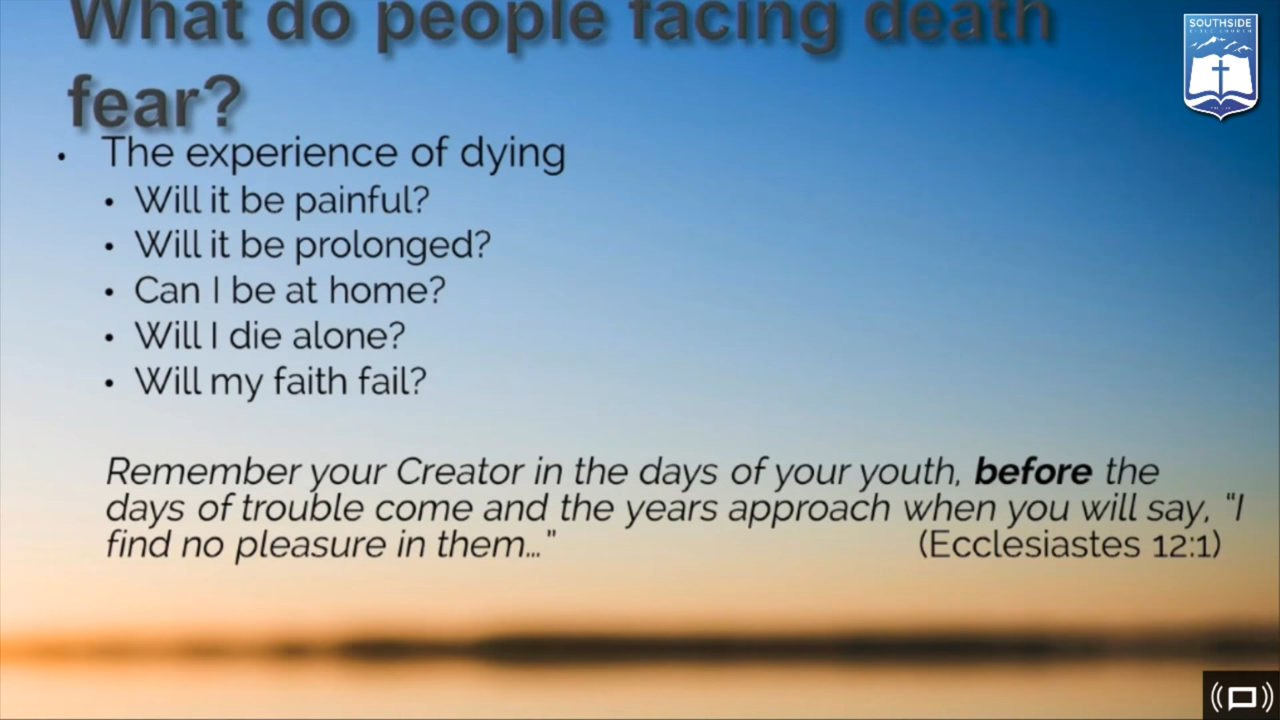 What do people facing death
fear?
SOUTHSIDE
BIBLE CHURCH
• The experience of dying
• Will it be painful?
• Will it be prolonged?
• Can I be at home?
• Will I die alone?
• Will my faith fail?
Remember your Creator in the days of your youth, before the
days of trouble come and the years approach when you will say, “I
find no pleasure in them…” (Ecclesiastes 12:1)